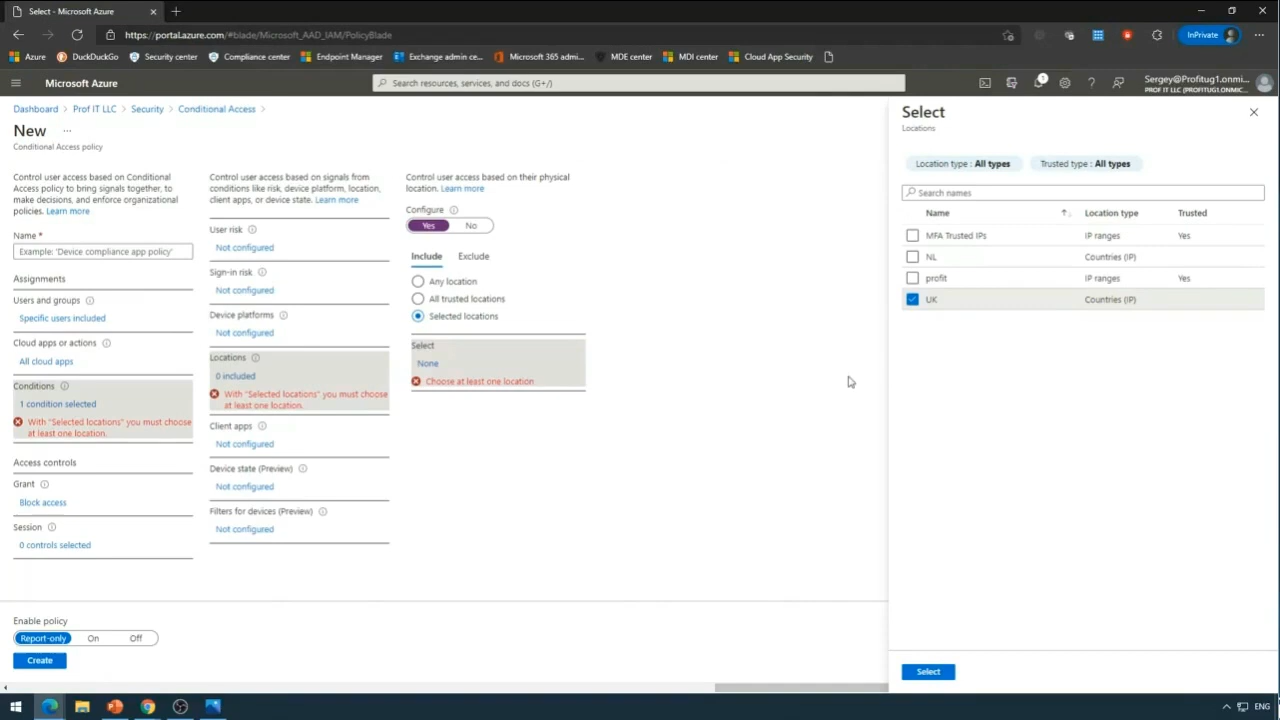 Select - Microsoft Azure
https://portal.azure.com/#blade/Microsoft_AAD_IAM/PolicyBlade
InPrivate
Azure
DuckDuckGo
Security center
Compliance center
Endpoint Manager
Exchange admin ce...
Microsoft 365 admi...
MDE center
MDI center
Cloud App Security
Microsoft Azure
Search resources, services, and docs (G+/)
1
Sergey@Profitug1.onmi...
PROF IT LLC (PROFITUG1.ONMIC...
Dashboard > Prof IT LLC > Security > Conditional Access >
New ...
Conditional Access policy
Control user access based on Conditional
Access policy to bring signals together, to
make decisions, and enforce organizational
policies. Learn more
Name *
Example: 'Device compliance app policy'
Assignments
Users and groups
Specific users included
Cloud apps or actions
All cloud apps
Conditions
1 condition selected
With "Selected locations" you must choose
at least one location.
Access controls
Grant
Block access
Session
0 controls selected
Enable policy
Report-only On Off
Create
Control user access based on signals from
conditions like risk, device platform, location,
client apps, or device state. Learn more
User risk
Not configured
Sign-in risk
Not configured
Device platforms
Not configured
Locations
0 included
With "Selected locations" you must choose
at least one location.
Client apps
Not configured
Device state (Preview)
Not configured
Filters for devices (Preview)
Not configured
Control user access based on their physical
location. Learn more
Configure
Yes No
Include Exclude
Any location
All trusted locations
Selected locations
Select
None
Choose at least one location
Select
Locations
Location type : All types
Trusted type : All types
Search names
Name Location type Trusted
MFA Trusted IPs IP ranges Yes
NL Countries (IP)
profit IP ranges Yes
UK Countries (IP)
Select
ENG